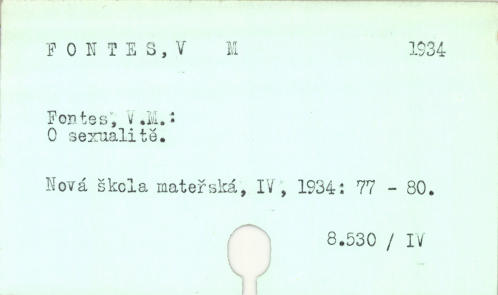 FONTES, V M 1934
Fontes, V.M.:
O sexualitě.
Nová škola mateřská, IV, 1934: 77 - 80.
8.530 / IV